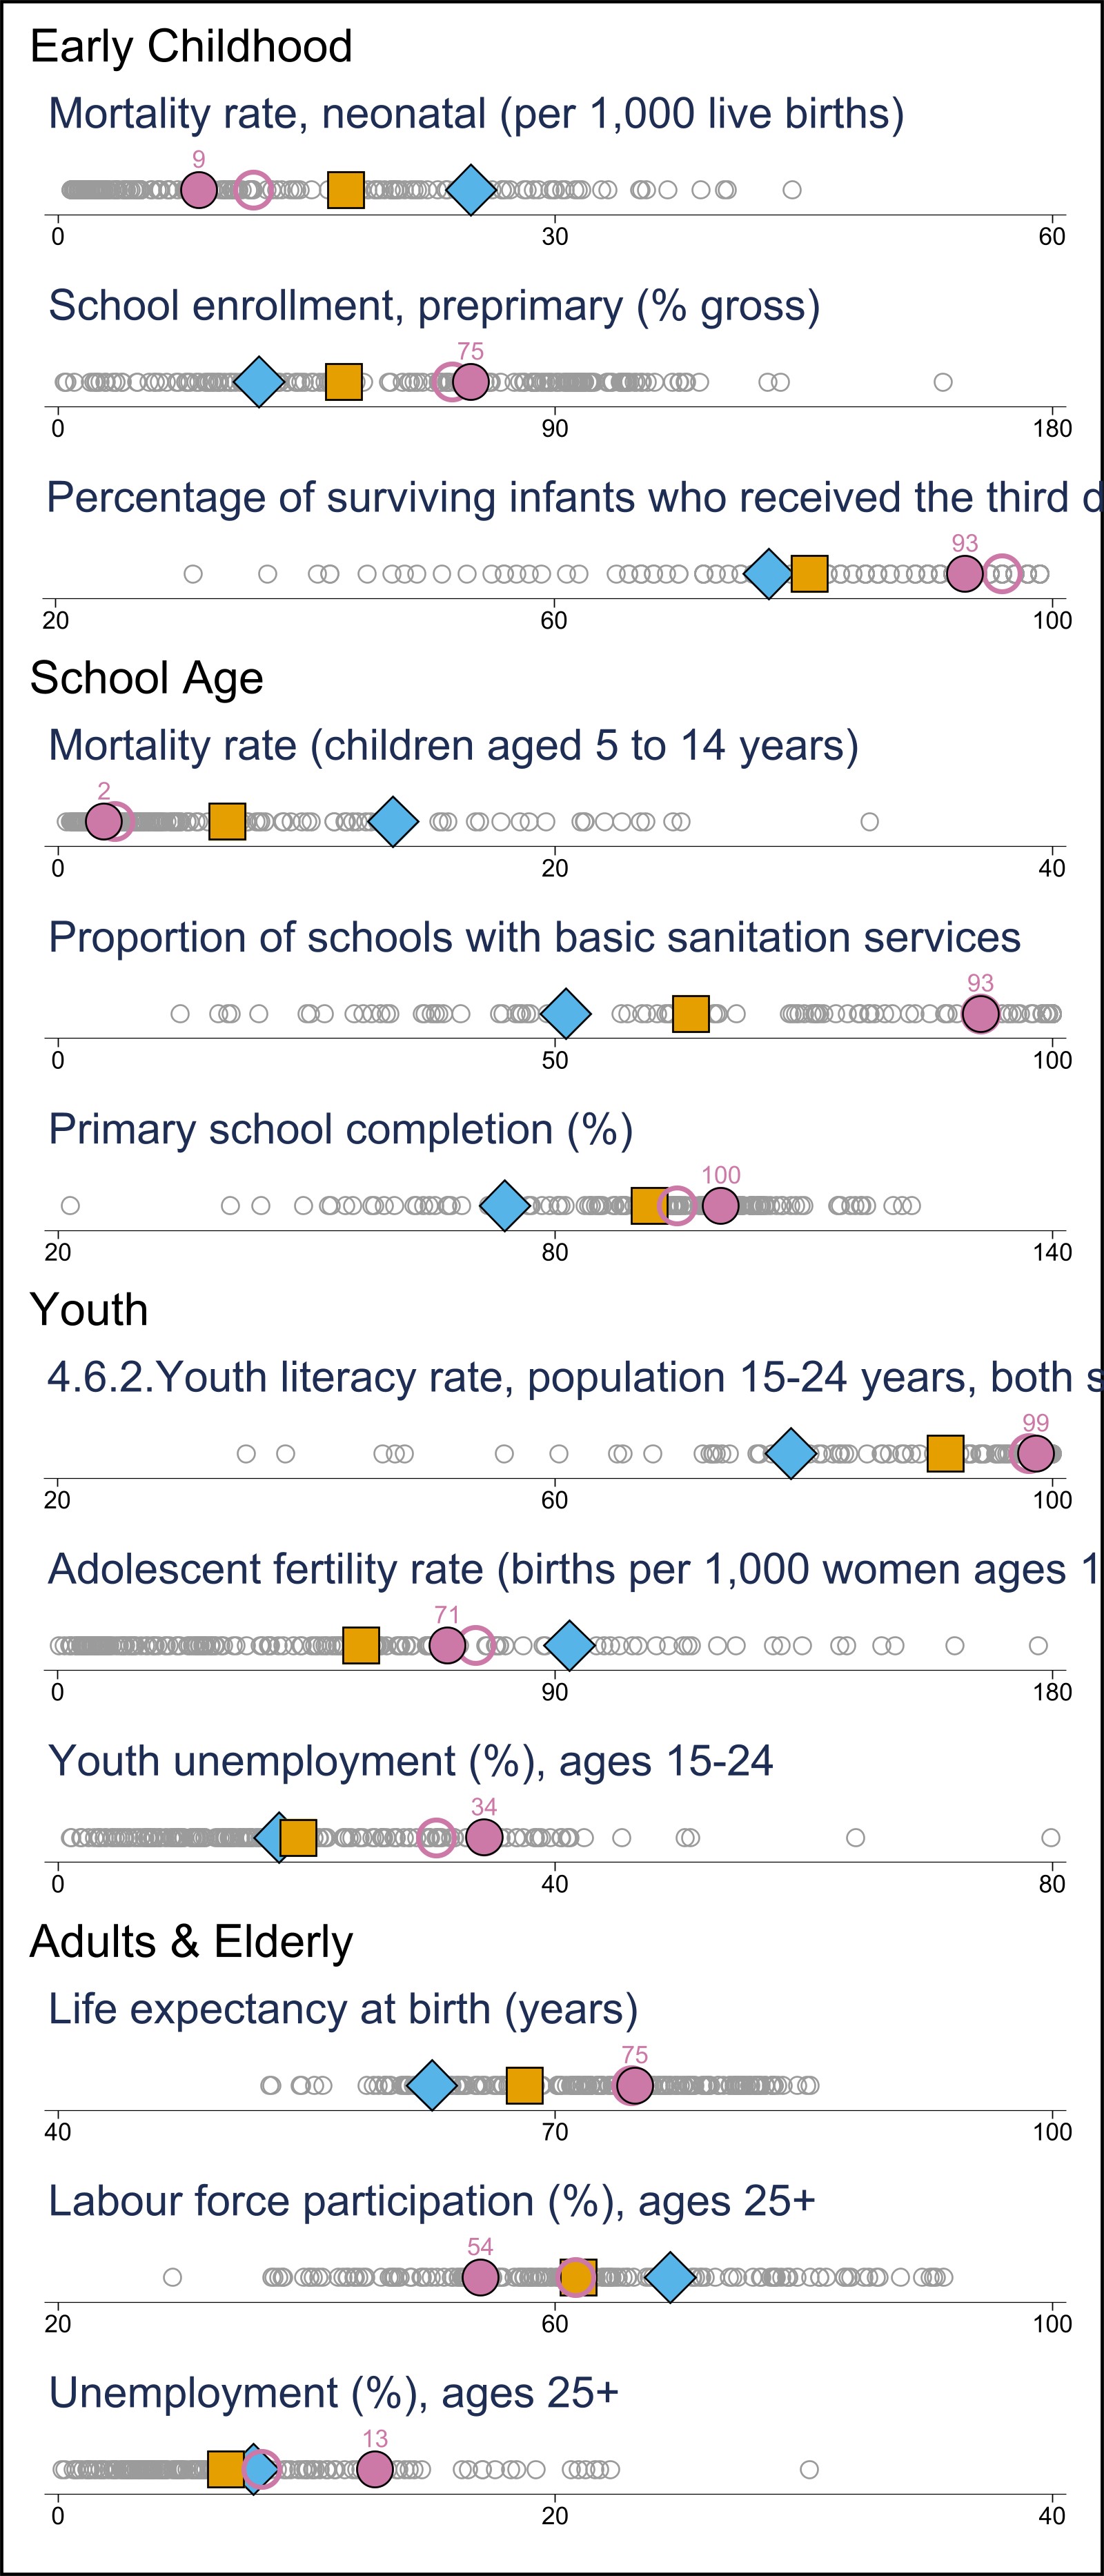 Early Childhood
Mortality rate, neonatal (per 1,000 live births)
9
0 30 60
School enrollment, preprimary (% gross)
75
0 90 180
Percentage of surviving infants who received the third d
93
20 60 100
School Age
Mortality rate (children aged 5 to 14 years)
2
0 20 40
Proportion of schools with basic sanitation services
93
0 50 100
Primary school completion (%)
100
20 80 140
Youth
4.6.2.Youth literacy rate, population 15-24 years, both s
99
20 60 100
Adolescent fertility rate (births per 1,000 women ages 1
71
0 90 180
Youth unemployment (%), ages 15-24
34
0 40 80
Adults & Elderly
Life expectancy at birth (years)
75
40 70 100
Labour force participation (%), ages 25+
54
20 60 100
Unemployment (%), ages 25+
13
0 20 40